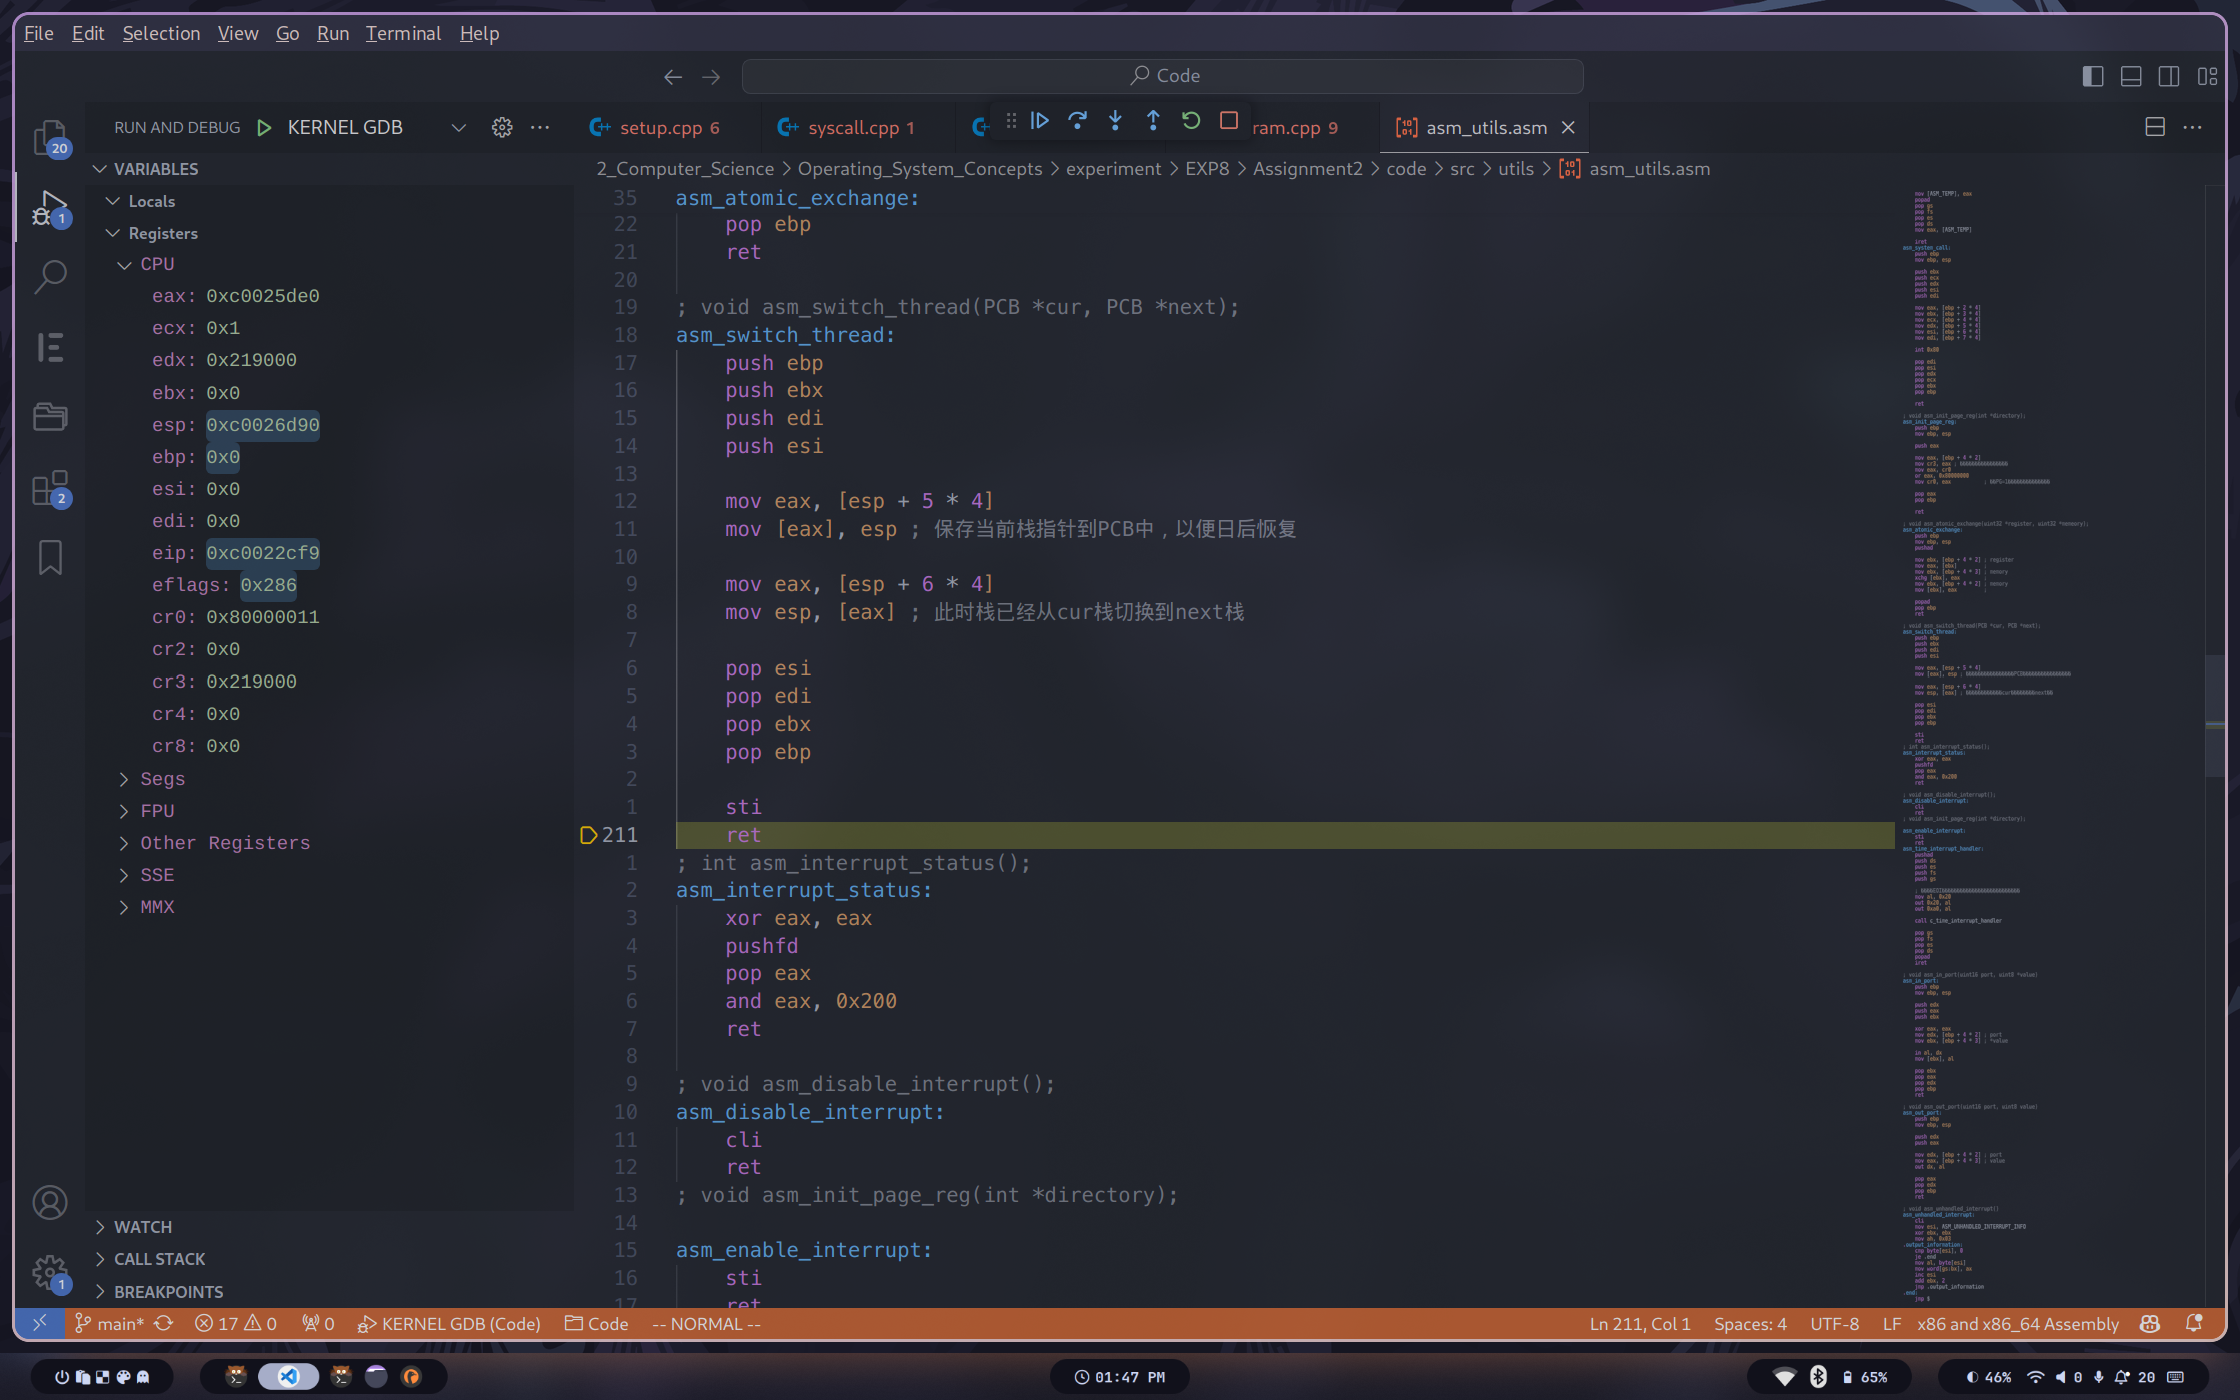 File Edit Selection View Go Run Terminal Help
Code
RUN AND DEBUG KERNEL GDB
setup.cpp 6 syscall.cpp 1 ram.cpp 9 asm_utils.asm
20
1
2
1
VARIABLES
Locals
Registers
CPU
eax: 0xc0025de0
ecx: 0x1
edx: 0x219000
ebx: 0x0
esp: 0xc0026d90
ebp: 0x0
esi: 0x0
edi: 0x0
eip: 0xc0022cf9
eflags: 0x286
cr0: 0x80000011
cr2: 0x0
cr3: 0x219000
cr4: 0x0
cr8: 0x0
Segs
FPU
Other Registers
SSE
MMX
WATCH
CALL STACK
BREAKPOINTS
2_Computer_Science > Operating_System_Concepts > experiment > EXP8 > Assignment2 > code > src > utils > asm_utils.asm
35 asm_atomic_exchange:
22 pop ebp
21 ret
20
19 ; void asm_switch_thread(PCB *cur, PCB *next);
18 asm_switch_thread:
17 push ebp
16 push ebx
15 push edi
14 push esi
13
12 mov eax, [esp + 5 * 4]
11 mov [eax], esp ; 保存当前栈指针到PCB中，以便日后恢复
10
9 mov eax, [esp + 6 * 4]
8 mov esp, [eax] ; 此时栈已经从cur栈切换到next栈
7
6 pop esi
5 pop edi
4 pop ebx
3 pop ebp
2
1 sti
211 ret
1 ; int asm_interrupt_status();
2 asm_interrupt_status:
3 xor eax, eax
4 pushfd
5 pop eax
6 and eax, 0x200
7 ret
8
9 ; void asm_disable_interrupt();
10 asm_disable_interrupt:
11 cli
12 ret
13 ; void asm_init_page_reg(int *directory);
14
15 asm_enable_interrupt:
16 sti
17 ret
main* 17 0 0 KERNEL GDB (Code) Code -- NORMAL -- Ln 211, Col 1 Spaces: 4 UTF-8 LF x86 and x86_64 Assembly
01:47 PM 65% 46% 0 20